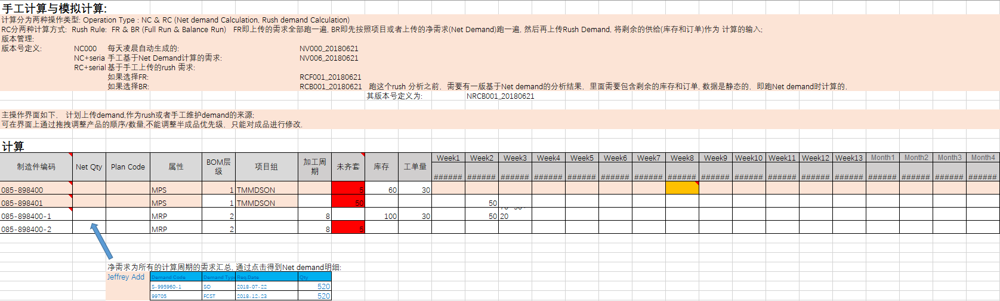 手工计算与模拟计算:
计算分为两种操作类型: Operation Type : NC & RC (Net demand Calculation, Rush demand Calculation)
RC分两种计算方式: Rush Rule: FR & BR (Full Run & Balance Run) FR即上传的需求全部跑一遍, BR即先按照项目或者上传的净需求(Net Demand)跑一遍, 然后再上传Rush Demand, 将剩余的供给(库存和订单)作为 计算的输入;
版本管理:
版本号定义: NC000 每天凌晨自动生成的: NV000_20180621
NC+seria 手工基于Net Demand计算的需求: NV006_20180621
RC+serial 基于手工上传的rush 需求:
如果选择FR: RCF001_20180621
如果选择BR: RCB001_20180621 跑这个rush 分析之前, 需要有一版基于Net demand的分析结果, 里面需要包含剩余的库存和订单, 数据是静态的, 即跑Net demand时计算的,
其版本号定义为: NRCB001_20180621
主操作界面如下, 计划上传demand,作为rush或者手工维护demand的来源;
可在界面上通过拖拽调整产品的顺序/数量,不能调整半成品优先级, 只能对成品进行修改.
计算
制造件编码 Net Qty Plan Code 属性 BOM层级 项目组 加工周期 未齐套 库存 工单量 Week1 Week2 Week3 Week4 Week5 Week6 Week7 Week8 Week9 Week10 Week11 Week12 Week13 Month1 Month2 Month3 Month4
###### ###### ###### ###### ###### ###### ###### ###### ###### ###### ###### ###### ###### ###### ###### ###### ######
085-898400 MPS 1 TMMDSON 5 60 30
085-898401 MPS 1 TMMDSON 50 50
085-898400-1 MRP 2 8 100 30 50 20
085-898400-2 MRP 2 8 5
净需求为所有的计算周期的需求汇总, 通过点击得到Net demand明细:
Jeffrey Add Demand Code Demand Typ Req.Date Qty
S-995960-1 SO 2018-07-22 520
99705 FCST 2018-12-23 520